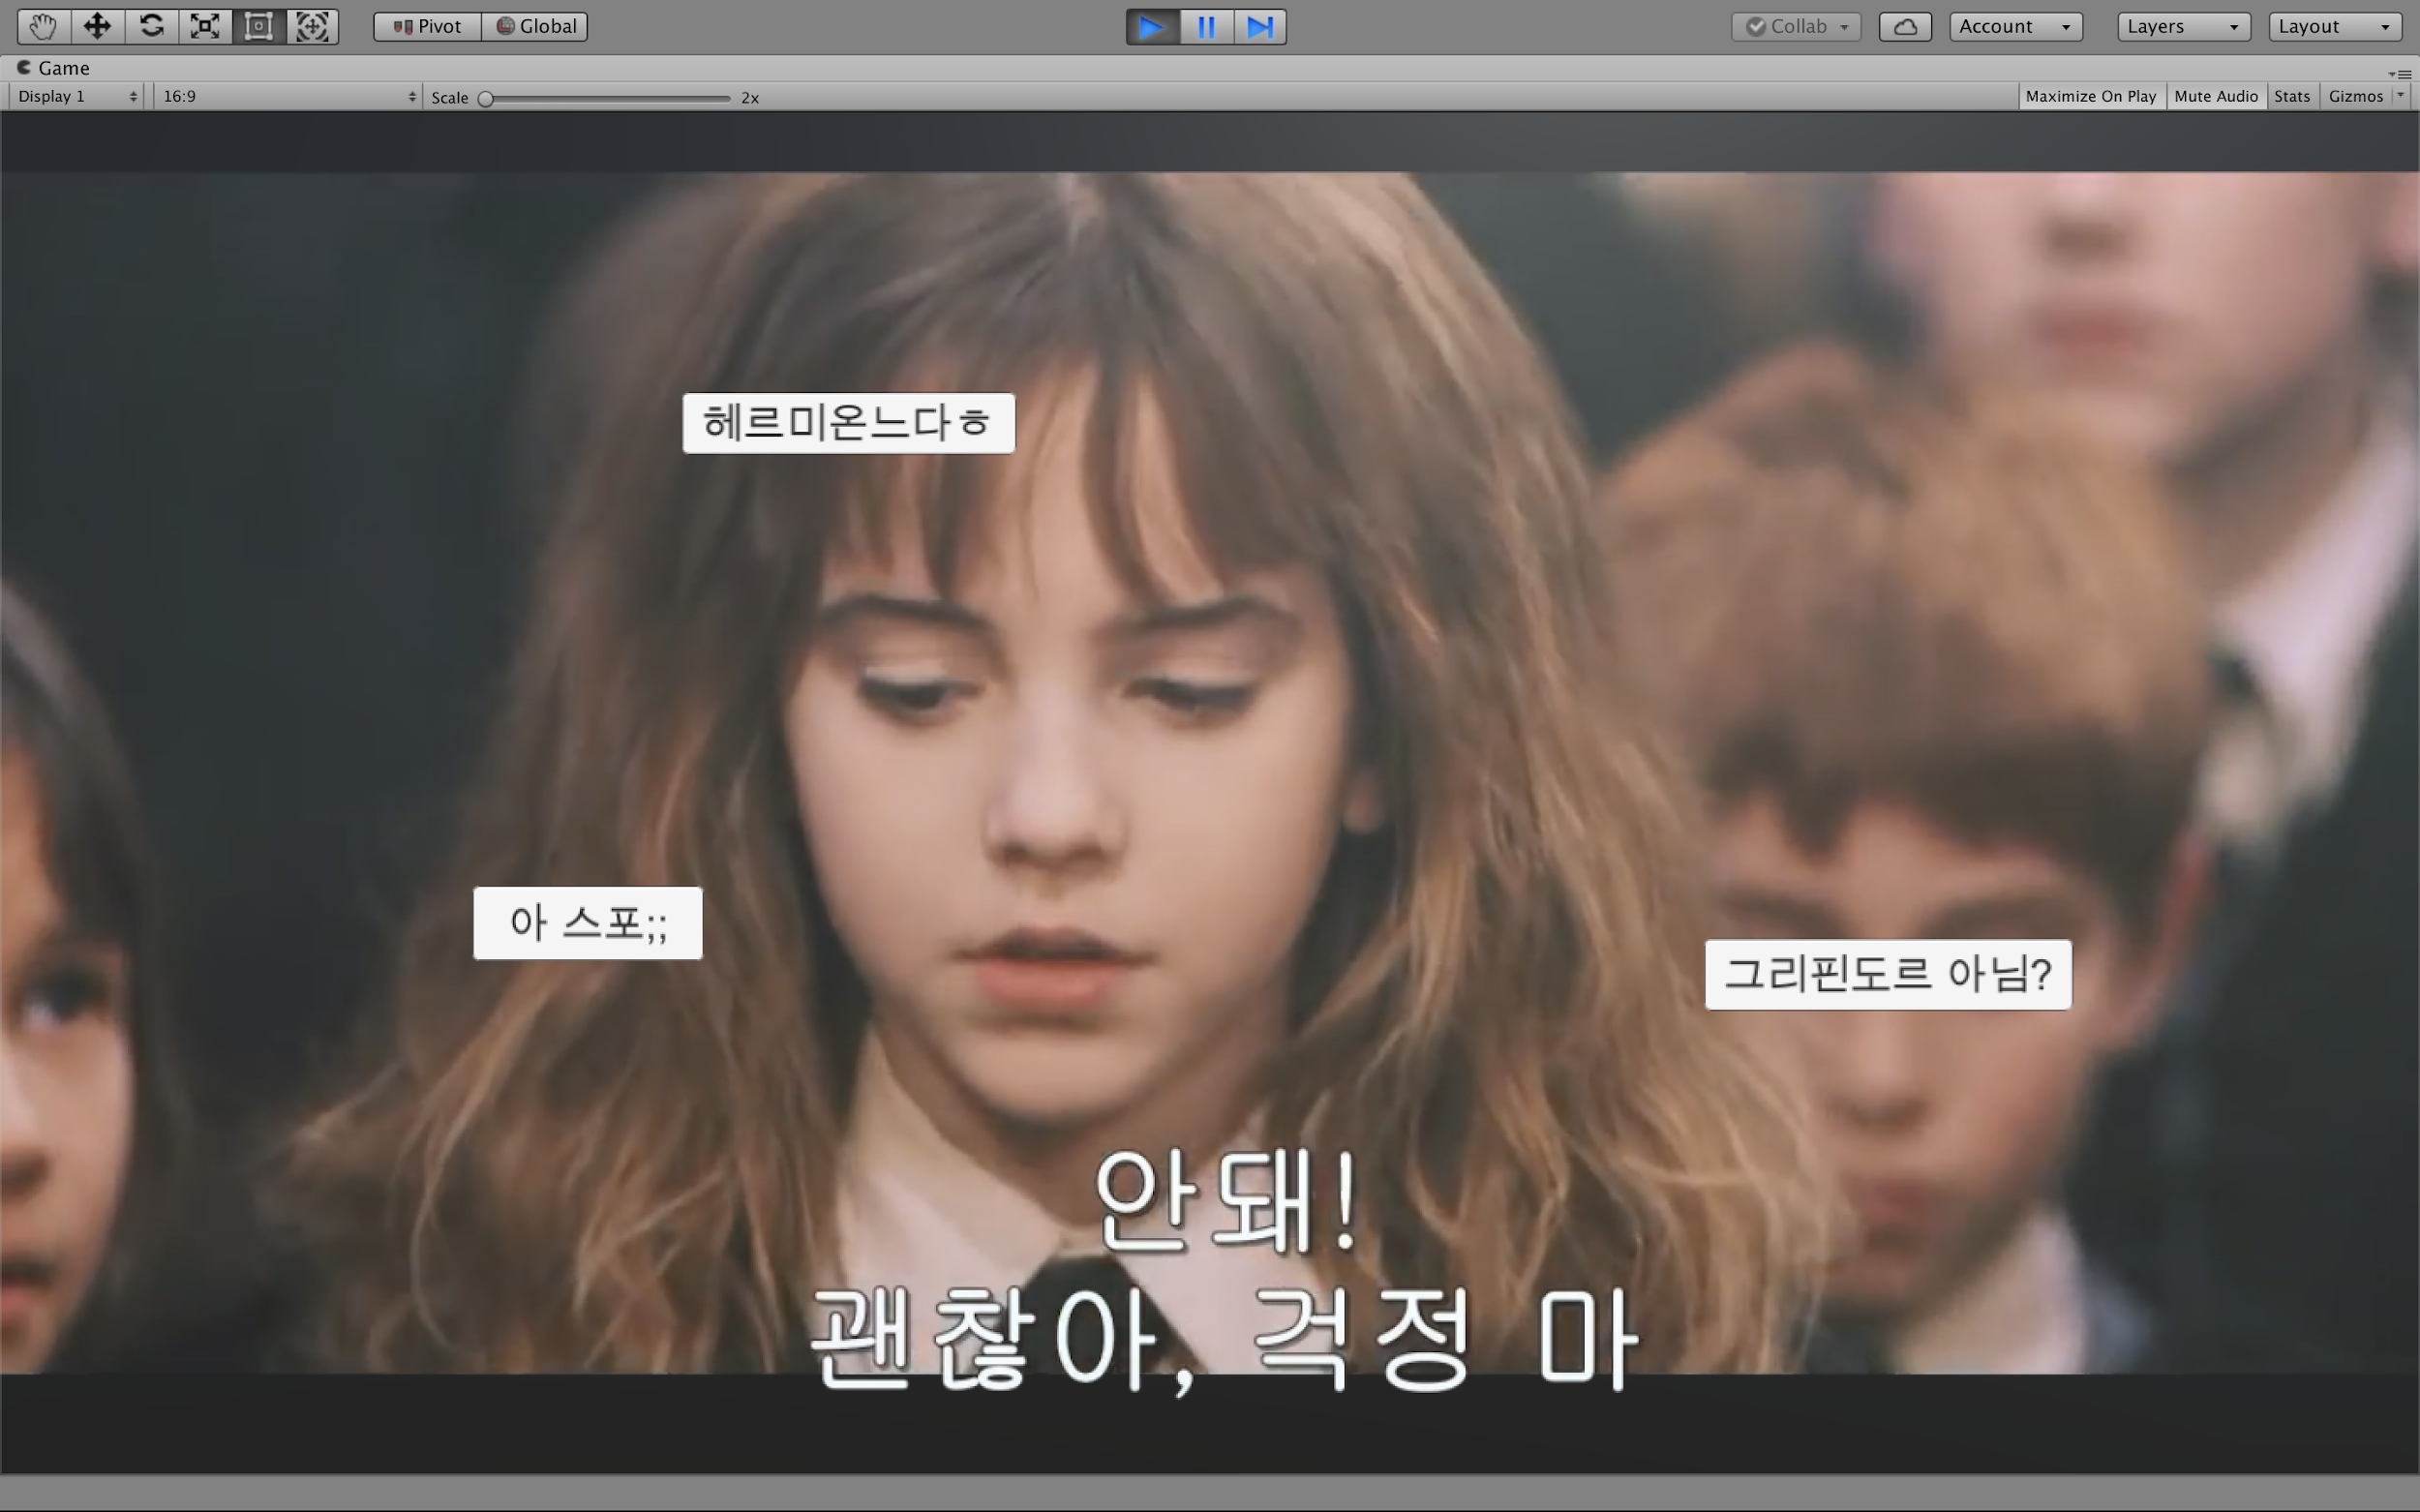 Pivot Global Collab Account Layers Layout
Game
Display 1 16:9 Scale 2x Maximize On Play Mute Audio Stats Gizmos
헤르미온느다ㅎ
아 스포;;
그리핀도르 아님?
안돼!
괜찮아, 걱정 마